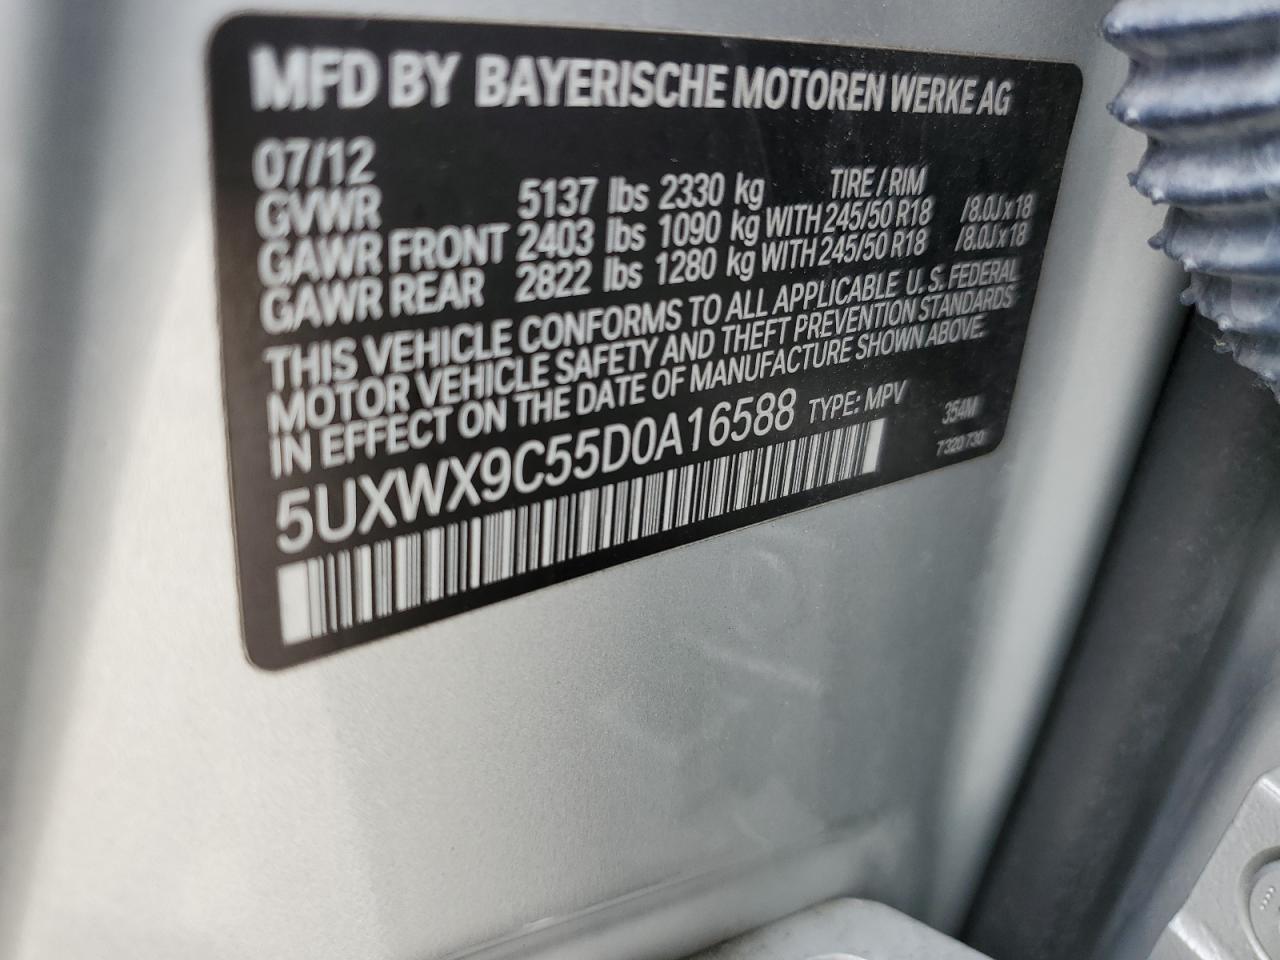 MFD BY BAYERISCHE MOTOREN WERKE AG
07/12
GVWR 5137 lbs 2330 kg TIRE / RIM
GAWR FRONT 2403 lbs 1090 kg WITH 245/50 R18 /8.0J x 18
GAWR REAR 2822 lbs 1280 kg WITH 245/50 R18 /8.0J x 18
THIS VEHICLE CONFORMS TO ALL APPLICABLE U.S. FEDERAL
MOTOR VEHICLE SAFETY AND THEFT PREVENTION STANDARDS
IN EFFECT ON THE DATE OF MANUFACTURE SHOWN ABOVE.
5UXWX9C55D0A16588 TYPE: MPV 354M
7 320 730